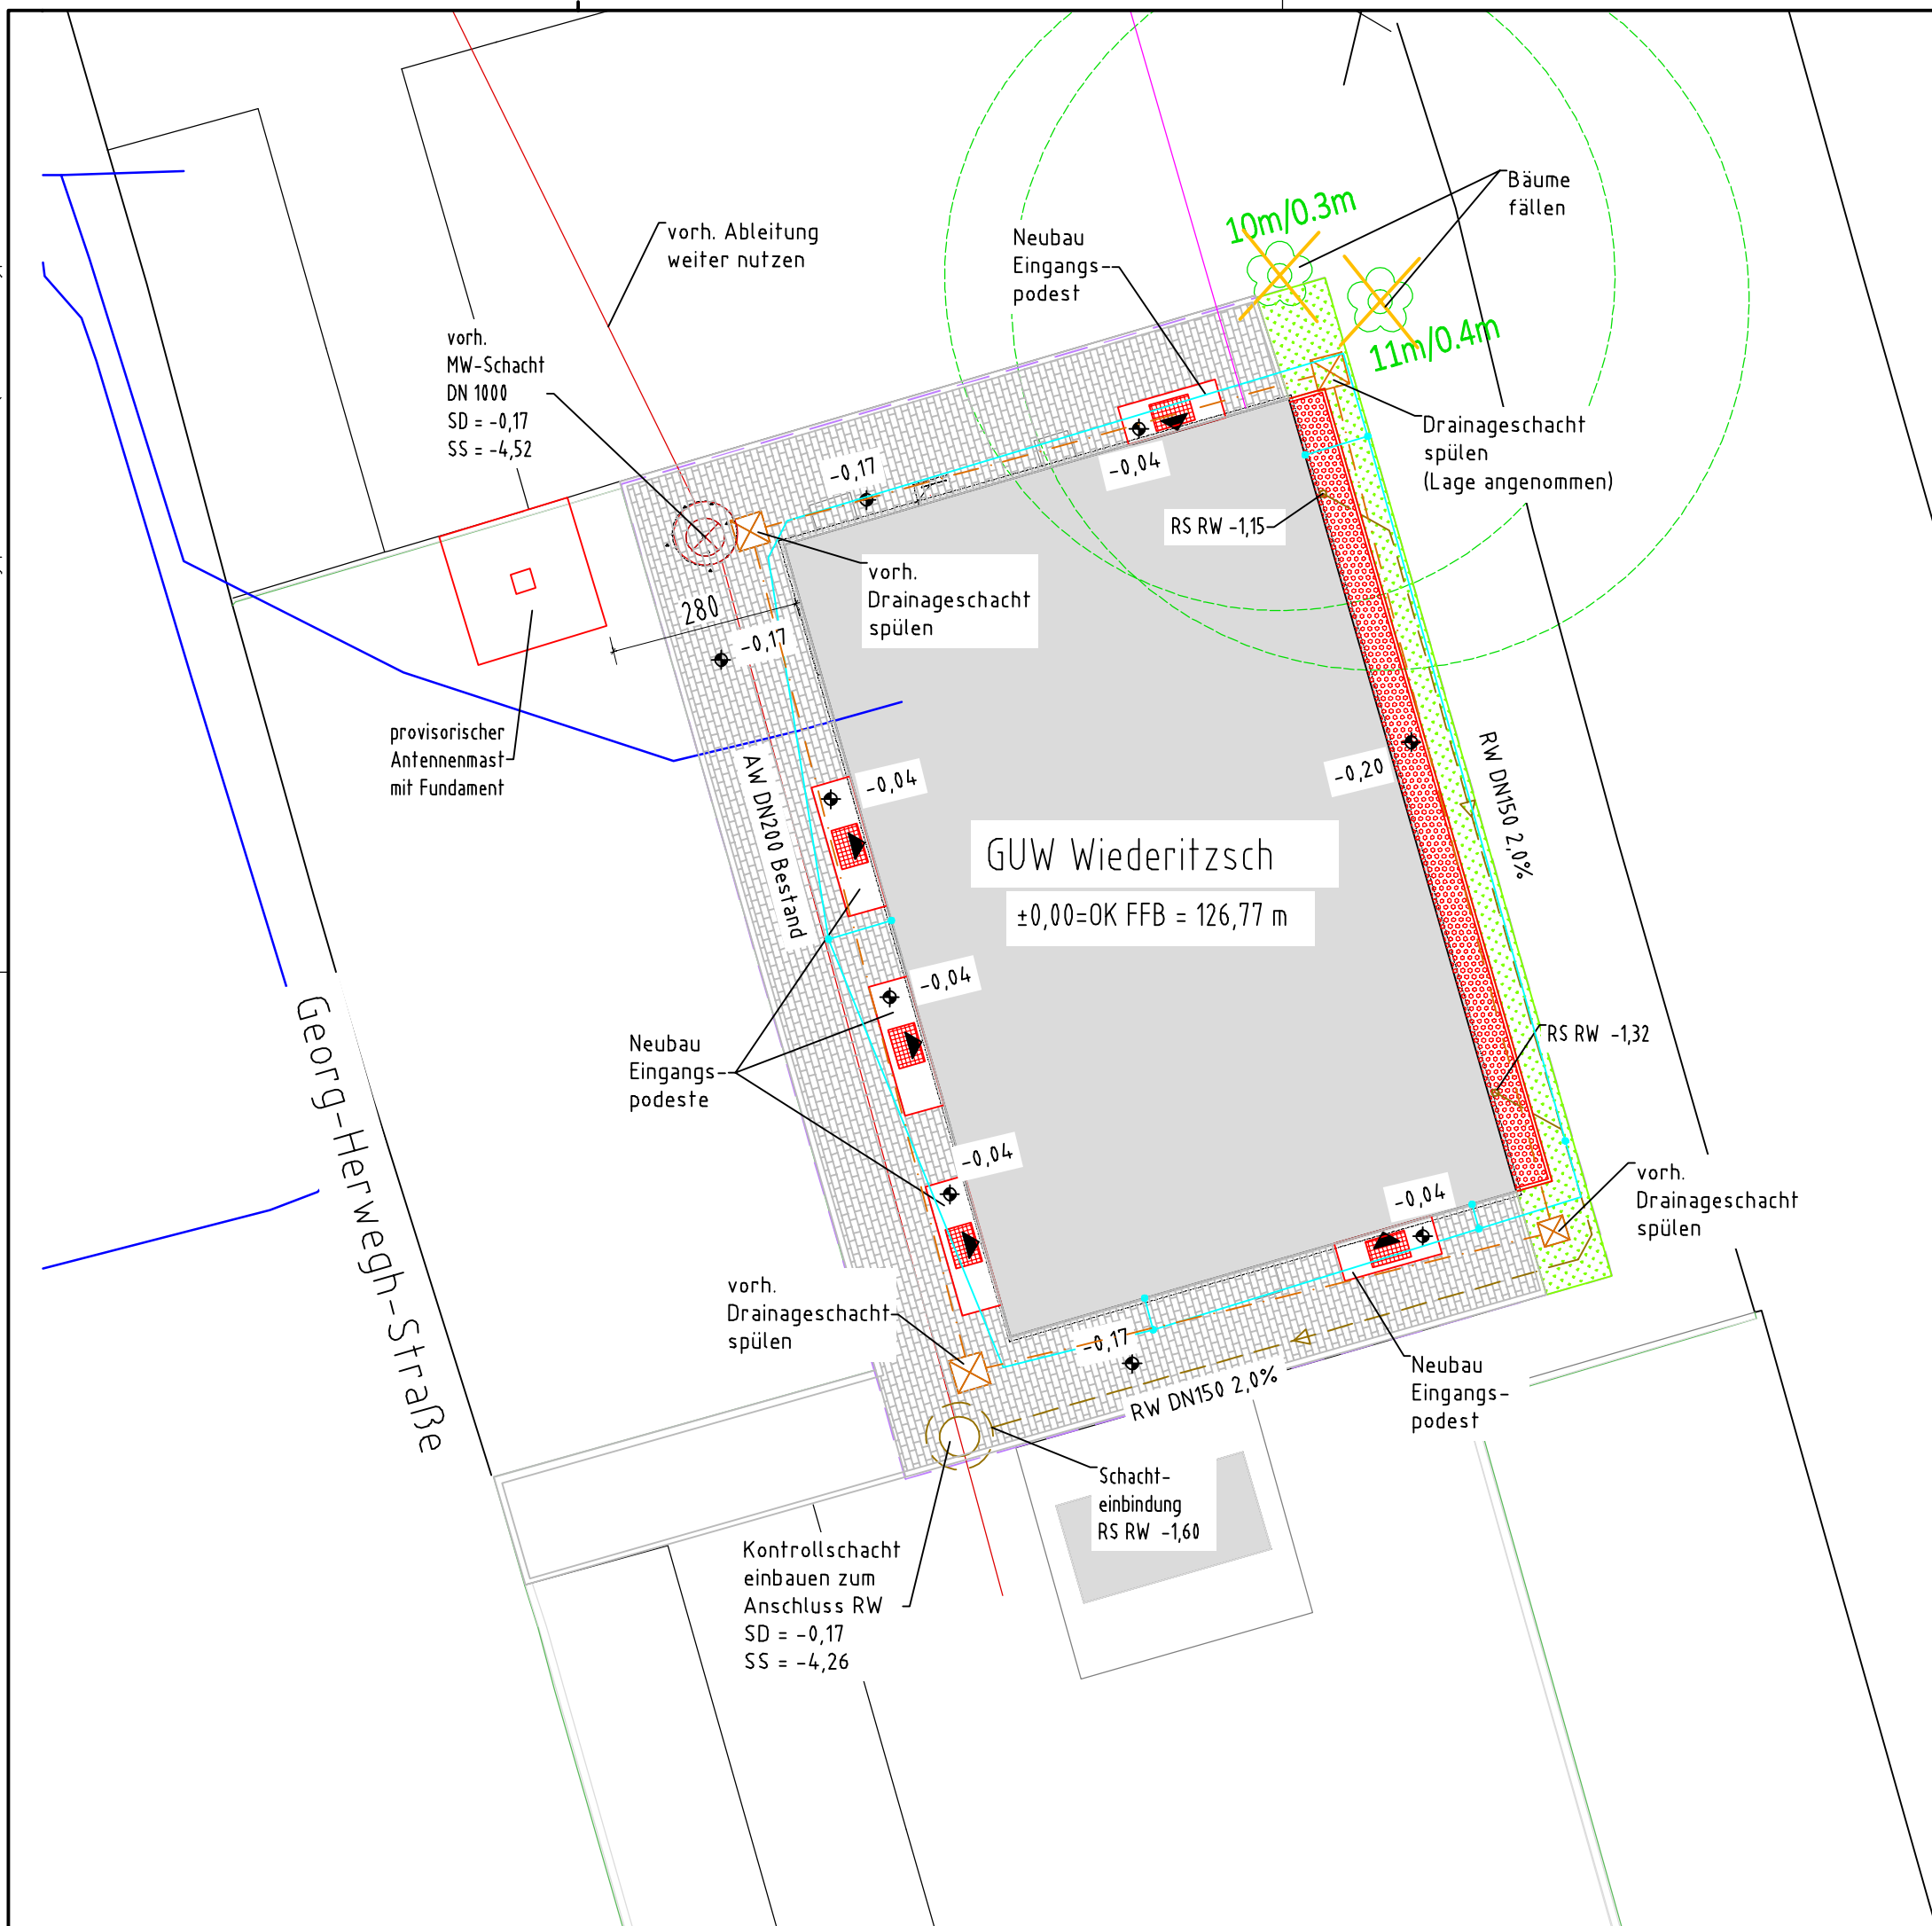 Bäume
fällen
10m/0.3m
vorh. Ableitung
weiter nutzen
Neubau
Eingangs-
podest
11m/0.4m
vorh.
MW-Schacht
DN 1000
SD = -0,17
SS = -4,52
Drainageschacht
spülen
(Lage angenommen)
-0,17
-0,04
RS RW -1,15
vorh.
Drainageschacht
spülen
280
-0,17
provisorischer
Antennenmast
mit Fundament
-0,04
-0,20
RW DN150 2,0%
AW DN200 Bestand
GUW Wiederitzsch
±0,00=OK FFB = 126,77 m
-0,04
Neubau
Eingangs-
podeste
RS RW -1,32
Georg-Herwegh-Straße
-0,04
-0,04
vorh.
Drainageschacht
spülen
vorh.
Drainageschacht
spülen
-0,17
RW DN150 2,0%
Neubau
Eingangs-
podest
Schacht-
einbindung
RS RW -1,60
Kontrollschacht
einbauen zum
Anschluss RW
SD = -0,17
SS = -4,26